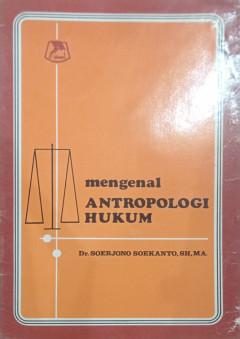 mengenal
ANTROPOLOGI
HUKUM
Dr. SOERJONO SOEKANTO, SH, MA.